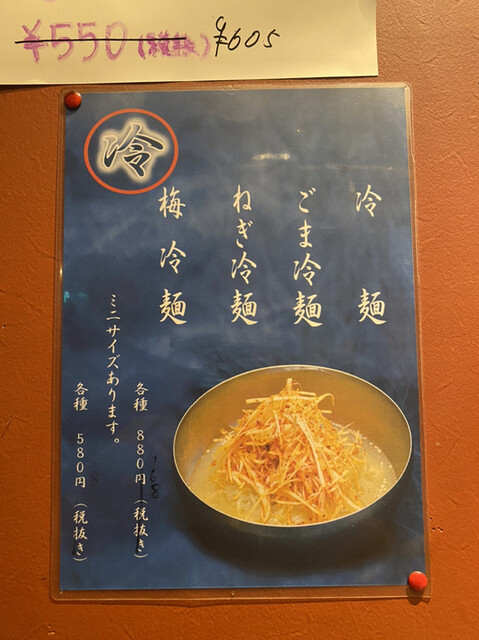 ¥550(税抜) ¥605
冷
冷麺
ごま冷麺
ねぎ冷麺
梅冷麺
各種 880円(税抜き)
ミニサイズあります。
各種 580円(税抜き)